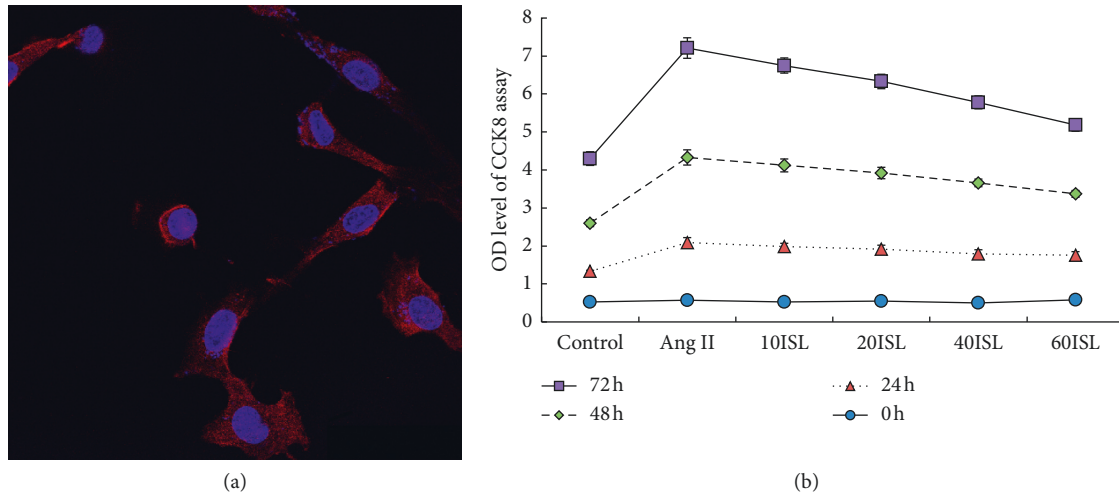 8
7
6
5
4
3
2
1
0
OD level of CCK8 assay
Control Ang II 10ISL 20ISL 40ISL 60ISL
72 h 24 h
48 h 0 h
(a) (b)